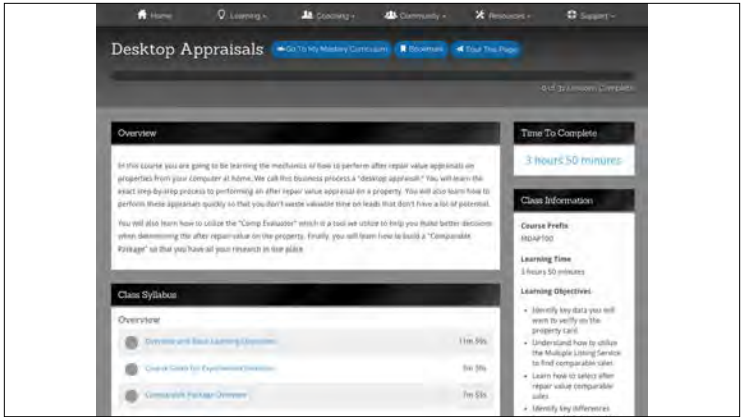 Home Learning Coaching Community Resources Support
Desktop Appraisals Go To My Mastery Curriculum Bookmark Tour This Page
Lessons Complete
Overview
In this course you are going to be learning the mechanics of how to perform after repair value appraisals on
properties from your computer at home. We call this business process a "desktop appraisal." You will learn the
exact step-by-step process to performing an after repair value appraisal on a property. You will also learn how to
perform these appraisals quickly so that you don't waste valuable time on leads that don't have a lot of potential.
You will also learn how to utilize the "Comp Evaluator" which is a tool we utilize to help you make better decisions
when determining the after repair value on the property. Finally, you will learn how to build a "Comparable
Package" so that you have all your research in one place.
Class Syllabus
Overview
Overview and Basic Learning Objectives 11m 59s
Course Goals For Experienced Investors
Comparable Package Overview 7m 53s
Time To Complete
3 hours 50 minutes
Class Information
Course Prefix
Learning Time
3 hours 50 minutes
Learning Objectives
• Identify key data you will
want to verify on the
property card
• Understand how to utilize
the Multiple Listing Service
to find comparable sales
• Learn how to select after
repair value comparable
sales
• Identify key differences